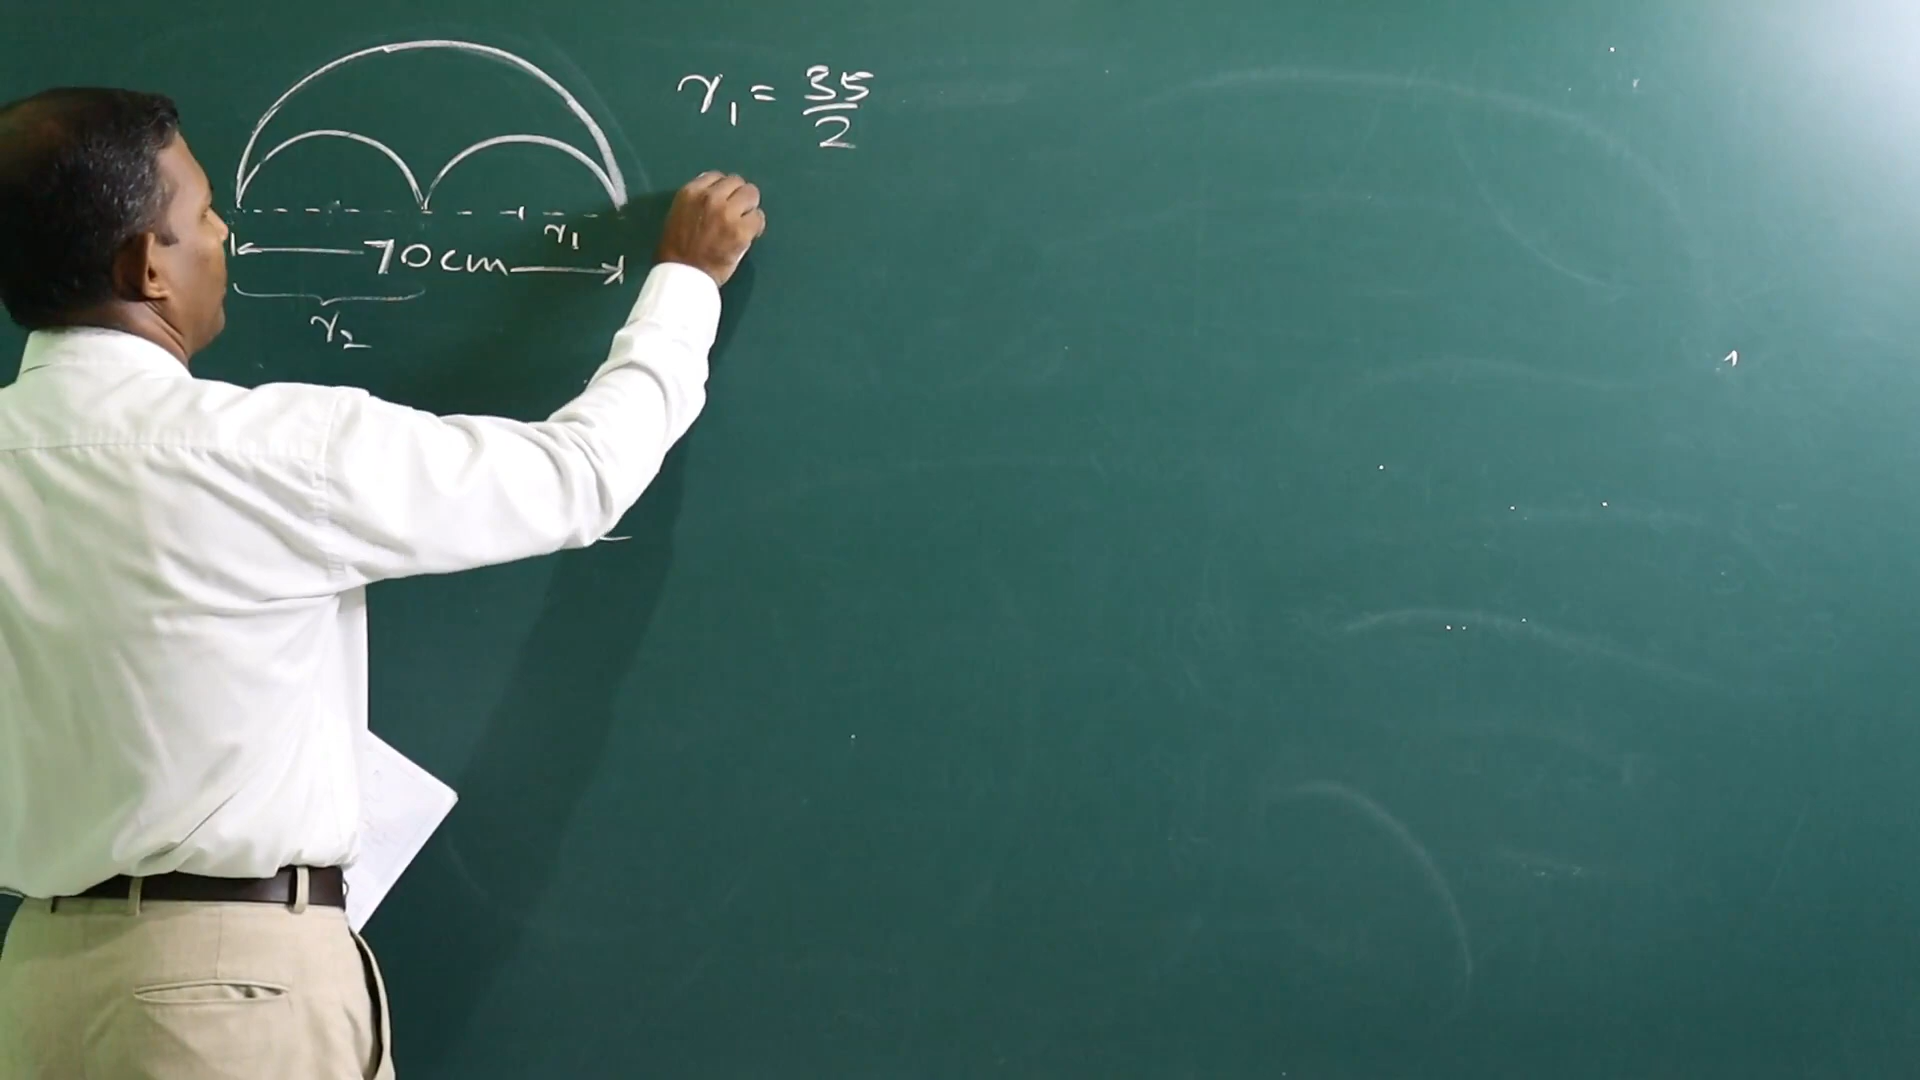 r₁ = 35/2
r₁
70cm
r₂